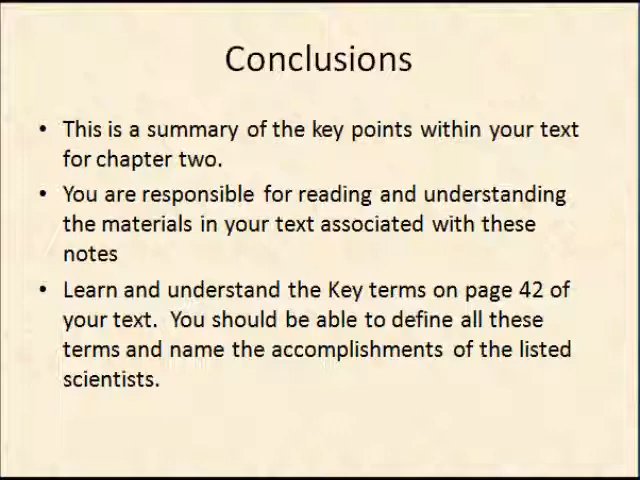 Conclusions
• This is a summary of the key points within your text
for chapter two.
• You are responsible for reading and understanding
the materials in your text associated with these
notes
• Learn and understand the Key terms on page 42 of
your text.  You should be able to define all these
terms and name the accomplishments of the listed
scientists.